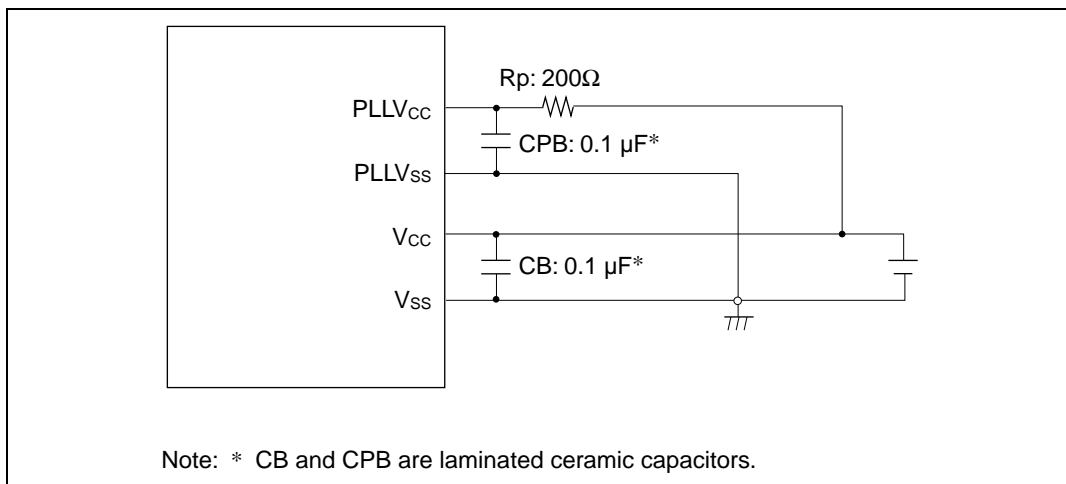 Rp: 200Ω
PLLVCC
CPB: 0.1 µF*
PLLVSS
VCC
CB: 0.1 µF*
VSS
Note: * CB and CPB are laminated ceramic capacitors.